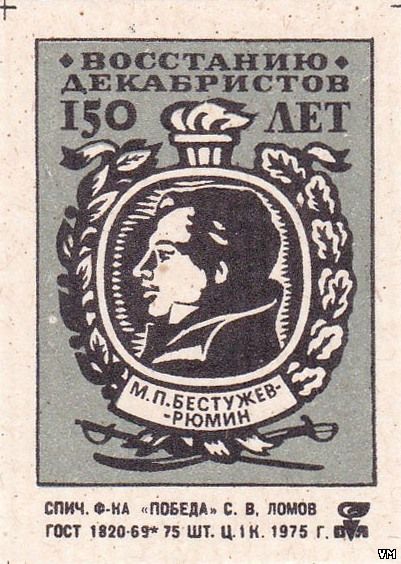 ВОССТАНИЮ
ДЕКАБРИСТОВ
150 ЛЕТ
М.П.БЕСТУЖЕВ-
-РЮМИН
СПИЧ. Ф-КА «ПОБЕДА» С. В. ЛОМОВ
ГОСТ 1820-69* 75 ШТ. Ц. 1 К. 1975 Г.
VM